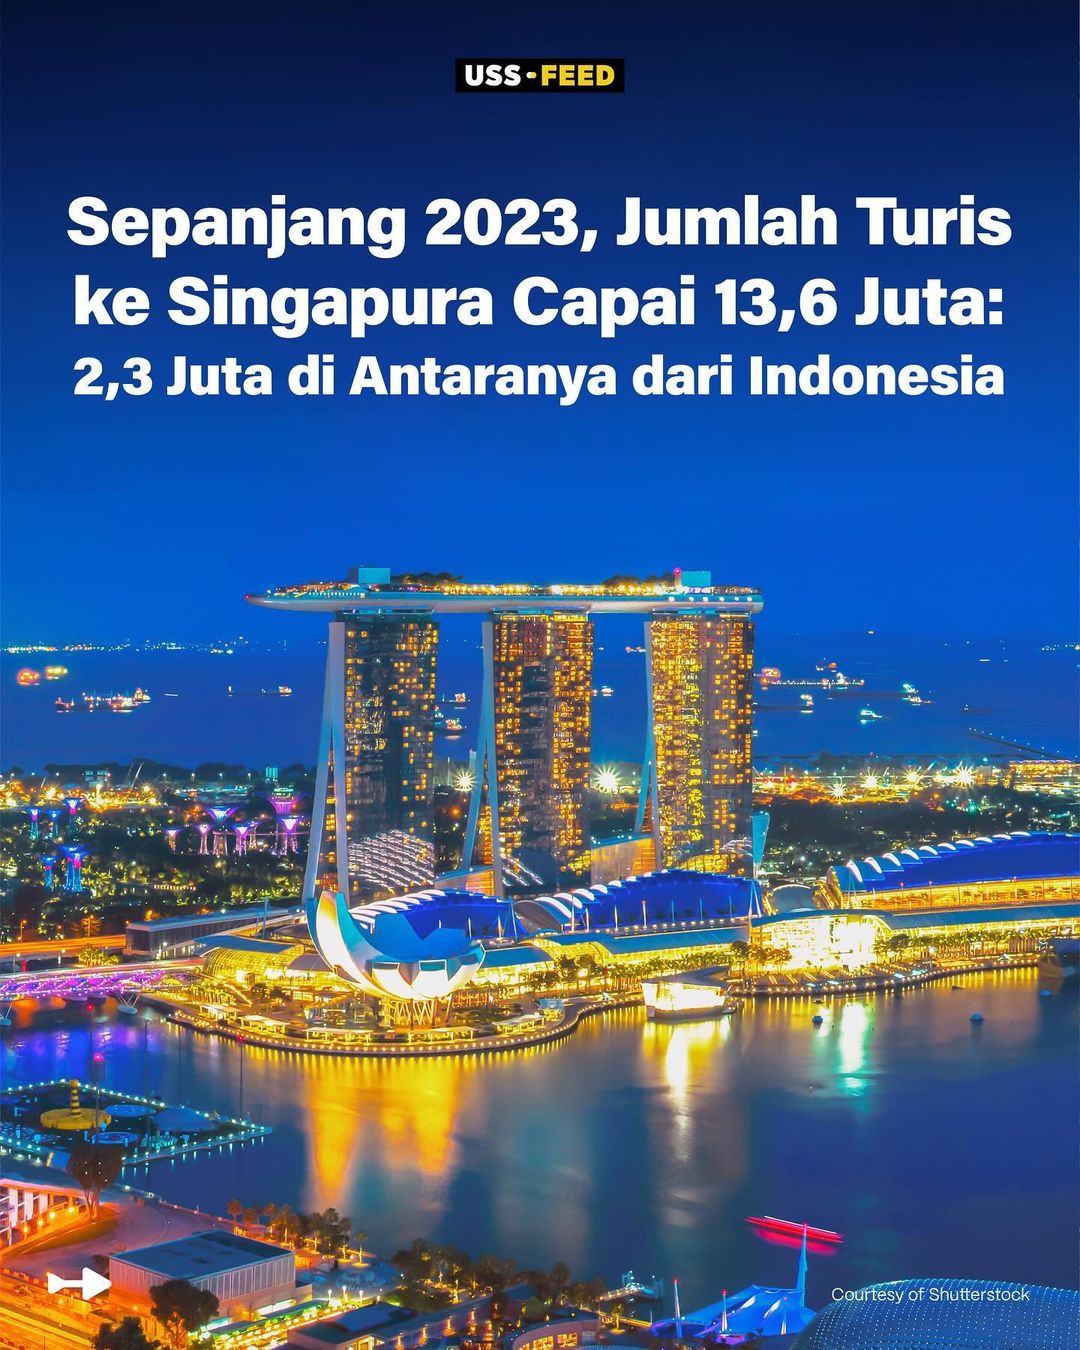 USS FEED
Sepanjang 2023, Jumlah Turis
ke Singapura Capai 13,6 Juta:
2,3 Juta di Antaranya dari Indonesia
Courtesy of Shutterstock